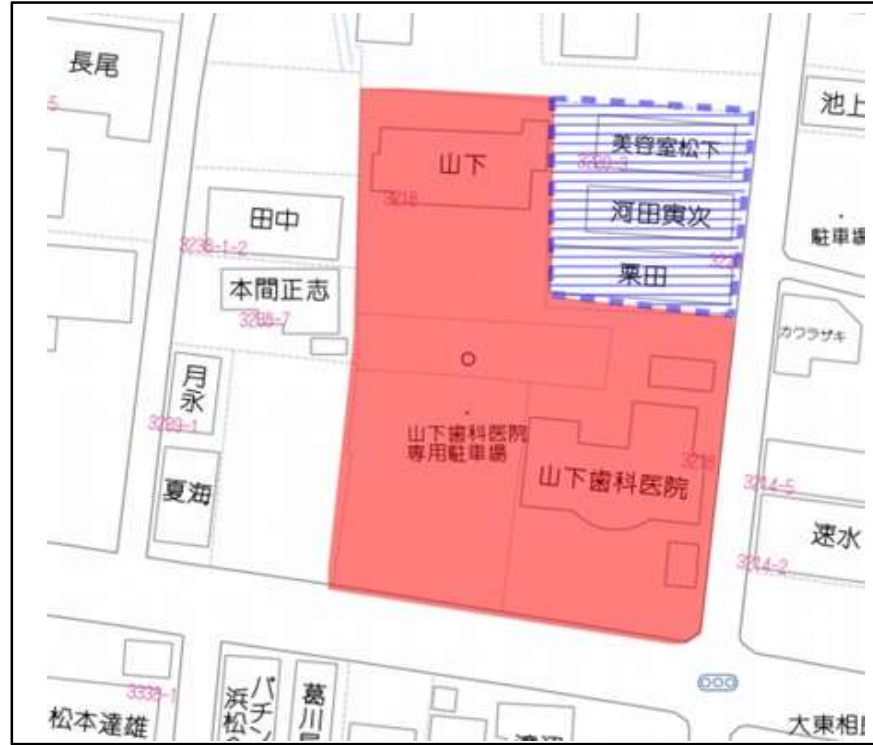 長尾
池上
美容室松下
山下
3218
河田寅次
駐車場
田中
3238-1-2
栗田
本間正志
3238-7
カワラザキ
月永
3239-1
山下歯科医院
専用駐車場
山下歯科医院
3218
3214-5
夏海
速水
3214-2
3338-1
松本達雄
浜松
パチン
葛川
大東相